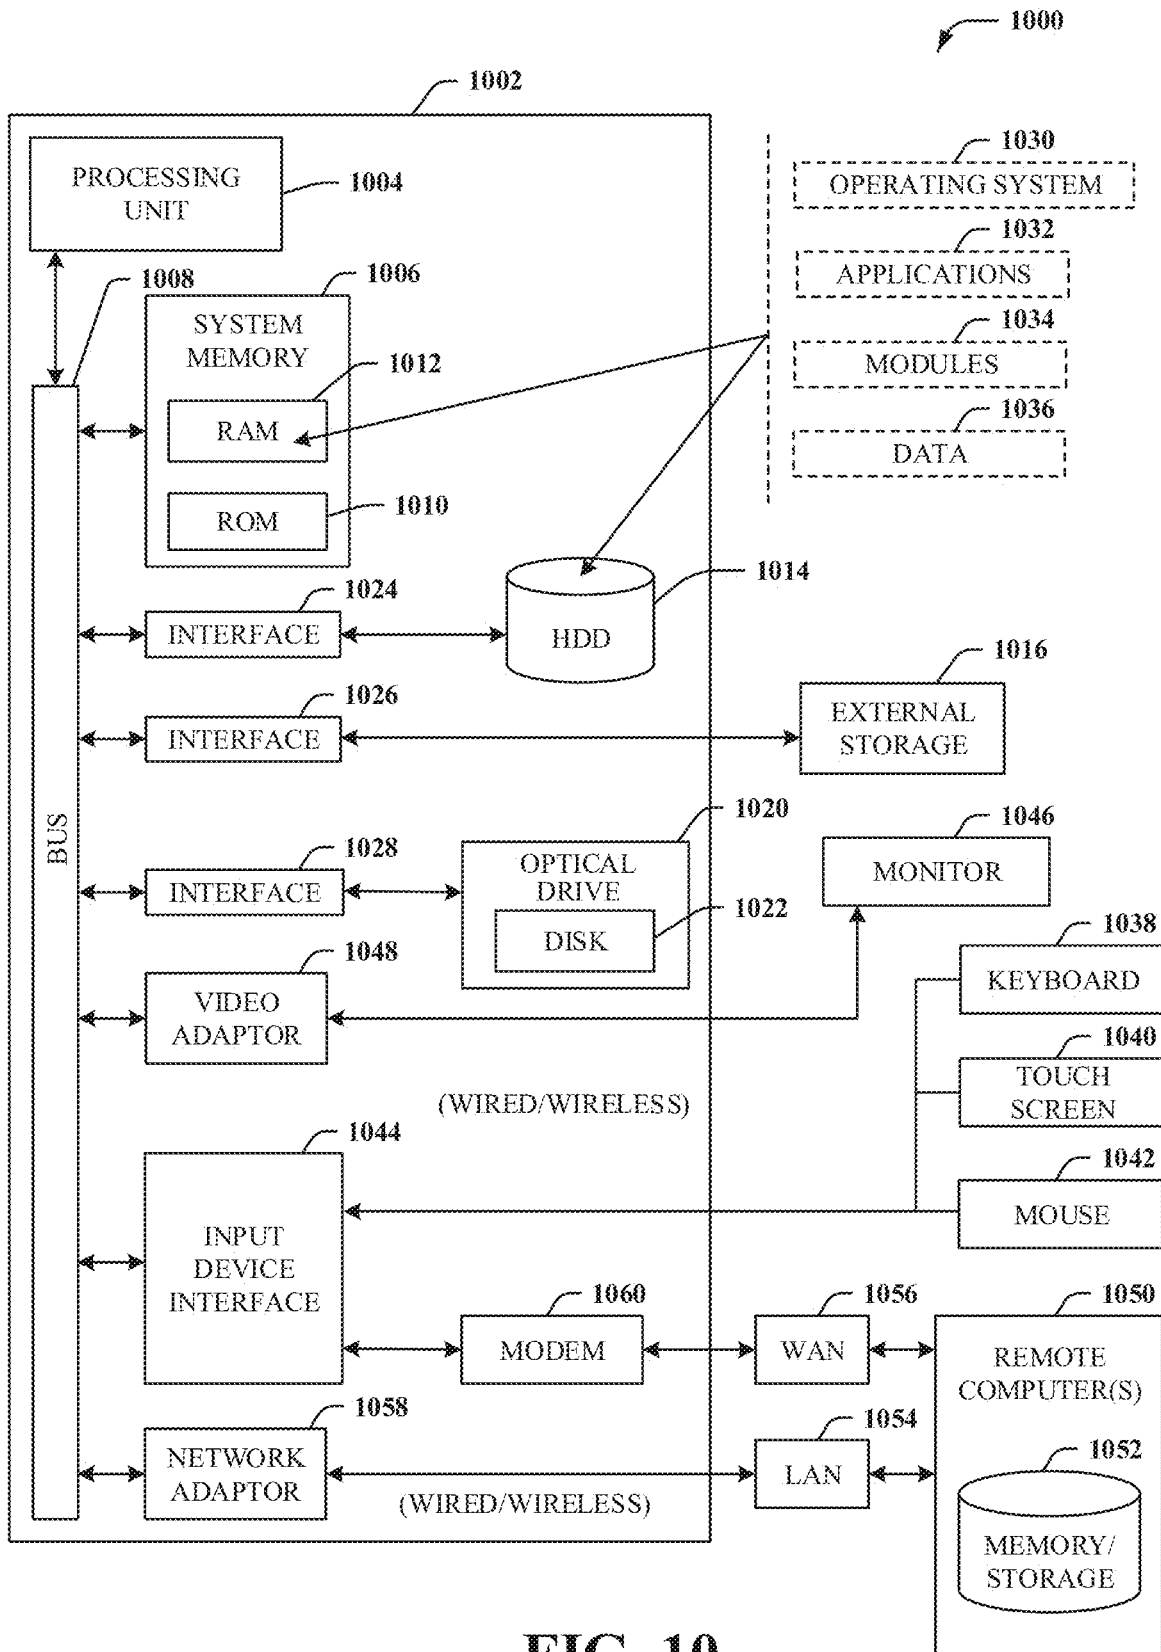 1000
1002
PROCESSING
UNIT
1004
1030
OPERATING SYSTEM
1032
APPLICATIONS
1034
MODULES
1036
DATA
1008
1006
SYSTEM
MEMORY
1012
RAM
1010
ROM
1014
HDD
1024
INTERFACE
1016
EXTERNAL
STORAGE
1026
INTERFACE
BUS
1020
OPTICAL
DRIVE
1022
DISK
1028
INTERFACE
1046
MONITOR
1048
VIDEO
ADAPTOR
1038
KEYBOARD
1040
TOUCH
SCREEN
(WIRED/WIRELESS)
1042
MOUSE
1044
INPUT
DEVICE
INTERFACE
1060
MODEM
1056
WAN
1050
REMOTE
COMPUTER(S)
1058
NETWORK
ADAPTOR
(WIRED/WIRELESS)
1054
LAN
1052
MEMORY/
STORAGE
FIG. 10